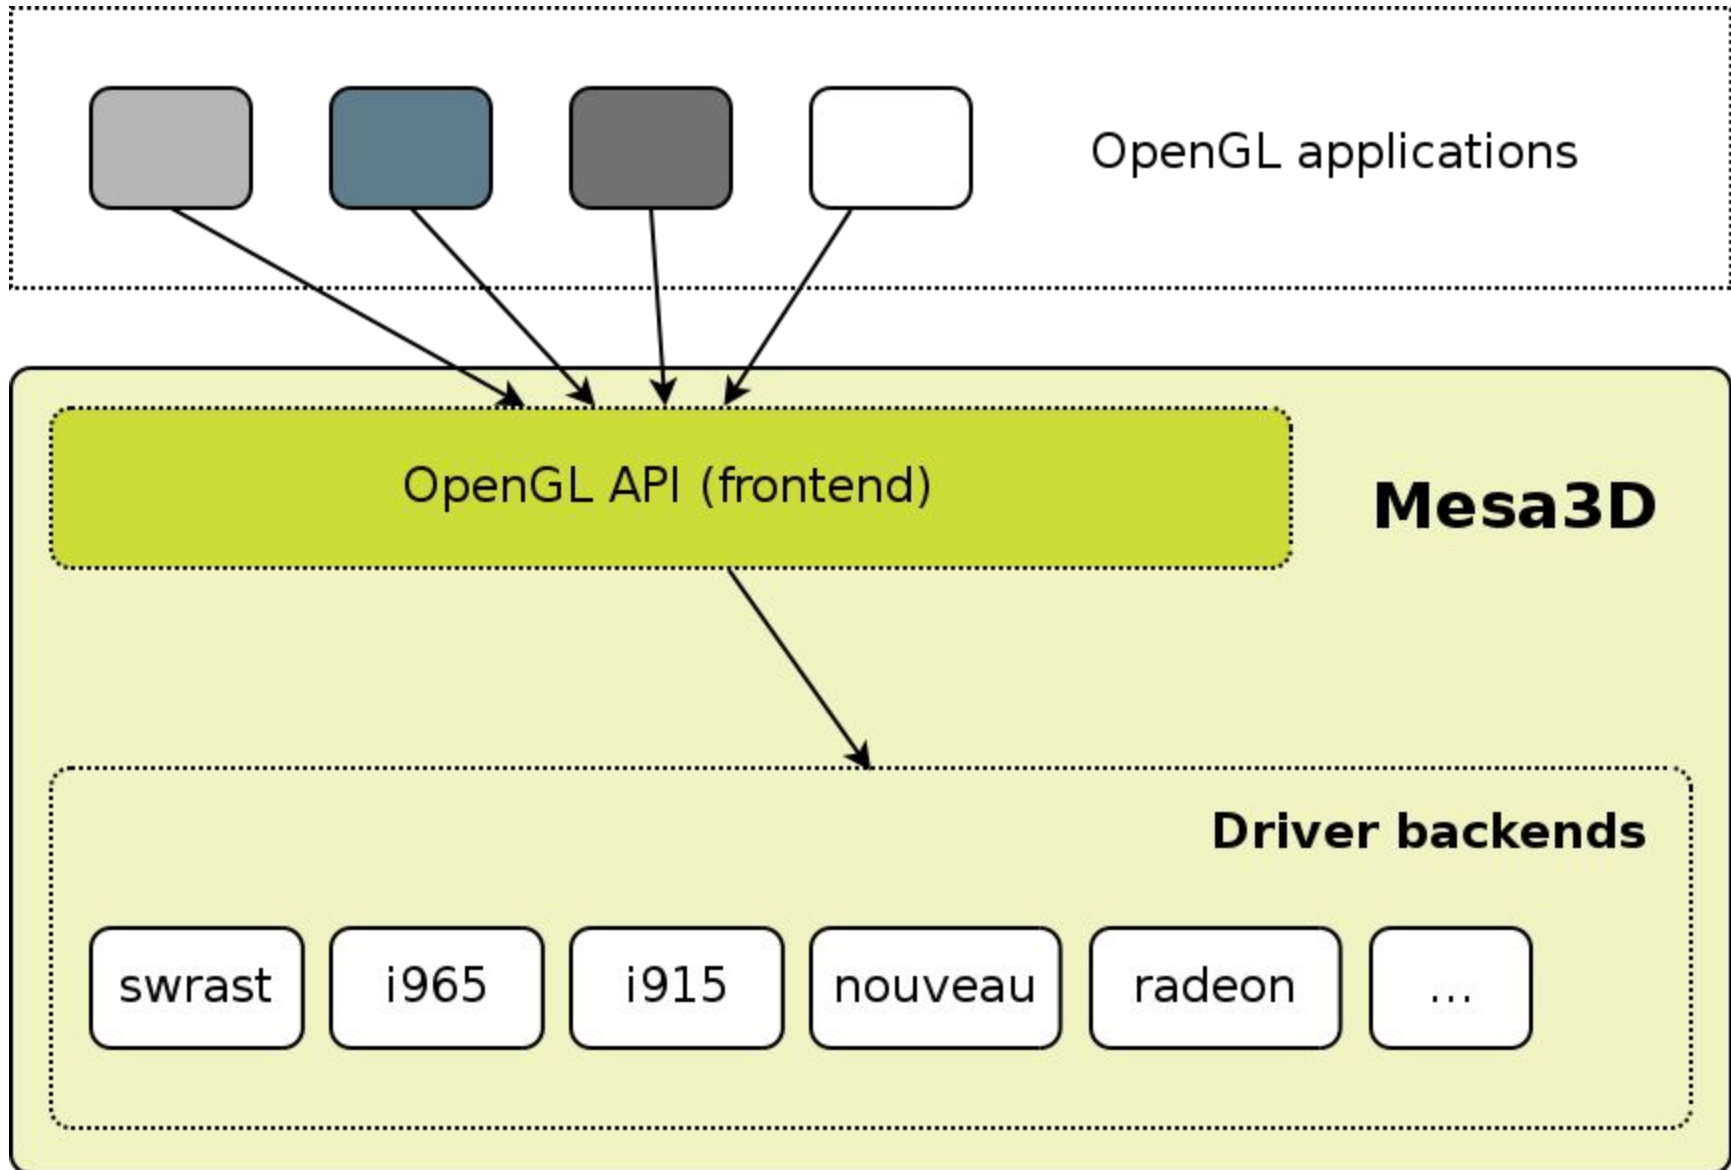 OpenGL applications
OpenGL API (frontend)
Mesa3D
Driver backends
swrast
i965
i915
nouveau
radeon
...